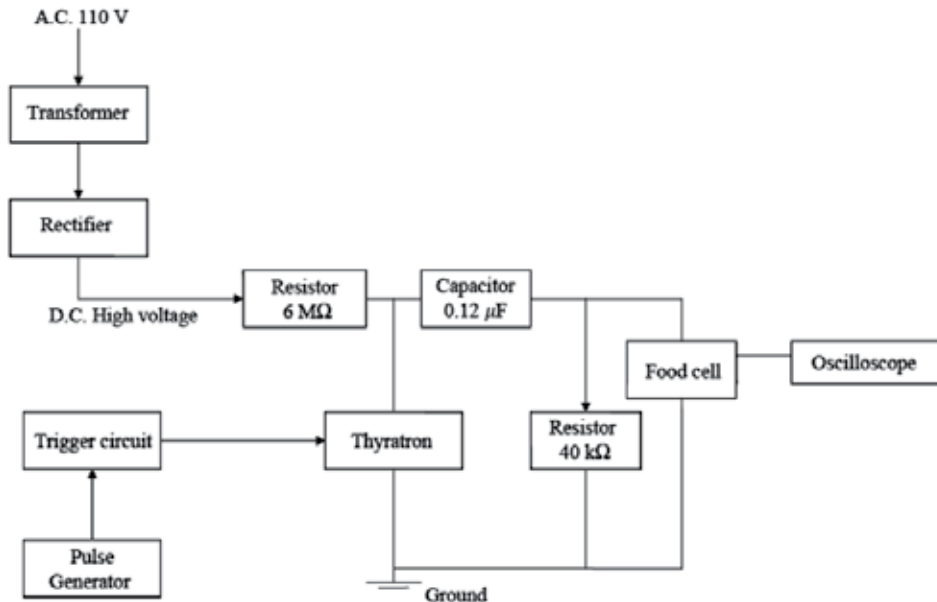 A.C. 110 V
Transformer
Rectifier
D.C. High voltage
Resistor
6 MΩ
Capacitor
0.12 μF
Food cell
Oscilloscope
Trigger circuit
Thyratron
Resistor
40 kΩ
Pulse
Generator
Ground